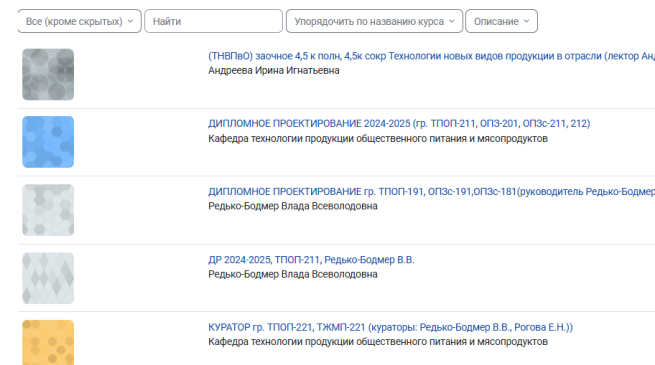 Все (кроме скрытых) Найти Упорядочить по названию курса Описание
(ТНВПвО) заочное 4,5 к полн, 4,5к сокр Технологии новых видов продукции в отрасли (лектор
Андреева Ирина Игнатьевна
ДИПЛОМНОЕ ПРОЕКТИРОВАНИЕ 2024-2025 (гр. ТПОП-211, ОПЗ-201, ОПЗс-211, 212)
Кафедра технологии продукции общественного питания и мясопродуктов
ДИПЛОМНОЕ ПРОЕКТИРОВАНИЕ гр. ТПОП-191, ОПЗс-191,ОПЗс-181(руководитель Редько-Бодмер
Редько-Бодмер Влада Всеволодовна
ДР 2024-2025, ТПОП-211, Редько-Бодмер В.В.
Редько-Бодмер Влада Всеволодовна
КУРАТОР гр. ТПОП-221, ТЖМП-221 (кураторы: Редько-Бодмер В.В., Рогова Е.Н.))
Кафедра технологии продукции общественного питания и мясопродуктов